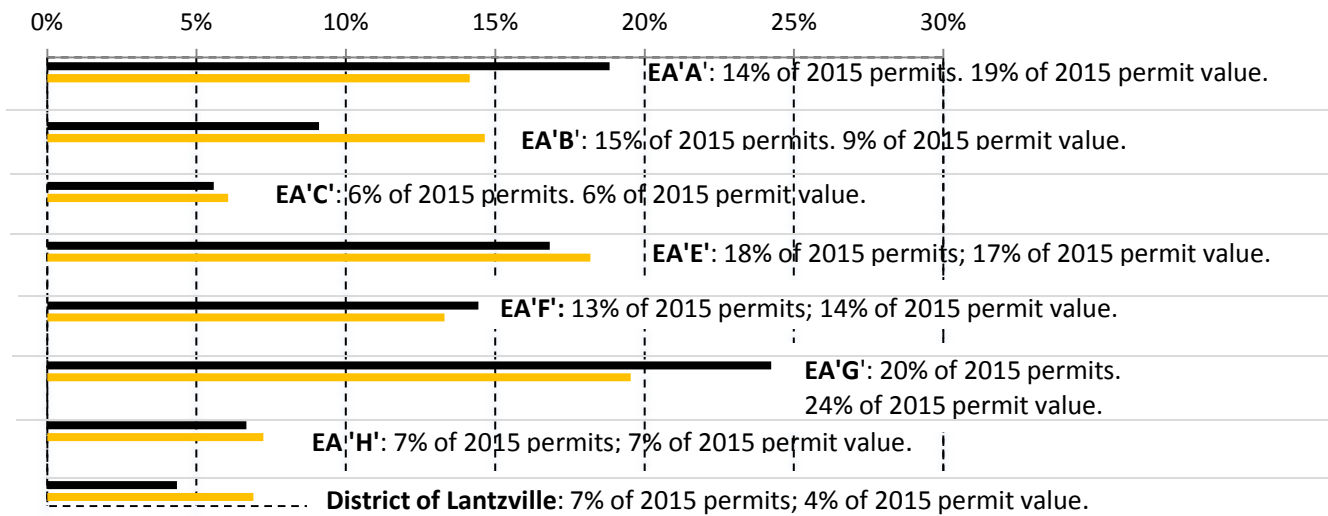 0% 5% 10% 15% 20% 25% 30%
EA'A': 14% of 2015 permits. 19% of 2015 permit value.
EA'B': 15% of 2015 permits. 9% of 2015 permit value.
EA'C': 6% of 2015 permits. 6% of 2015 permit value.
EA'E': 18% of 2015 permits; 17% of 2015 permit value.
EA'F': 13% of 2015 permits; 14% of 2015 permit value.
EA'G': 20% of 2015 permits.
24% of 2015 permit value.
EA 'H': 7% of 2015 permits; 7% of 2015 permit value.
District of Lantzville: 7% of 2015 permits; 4% of 2015 permit value.